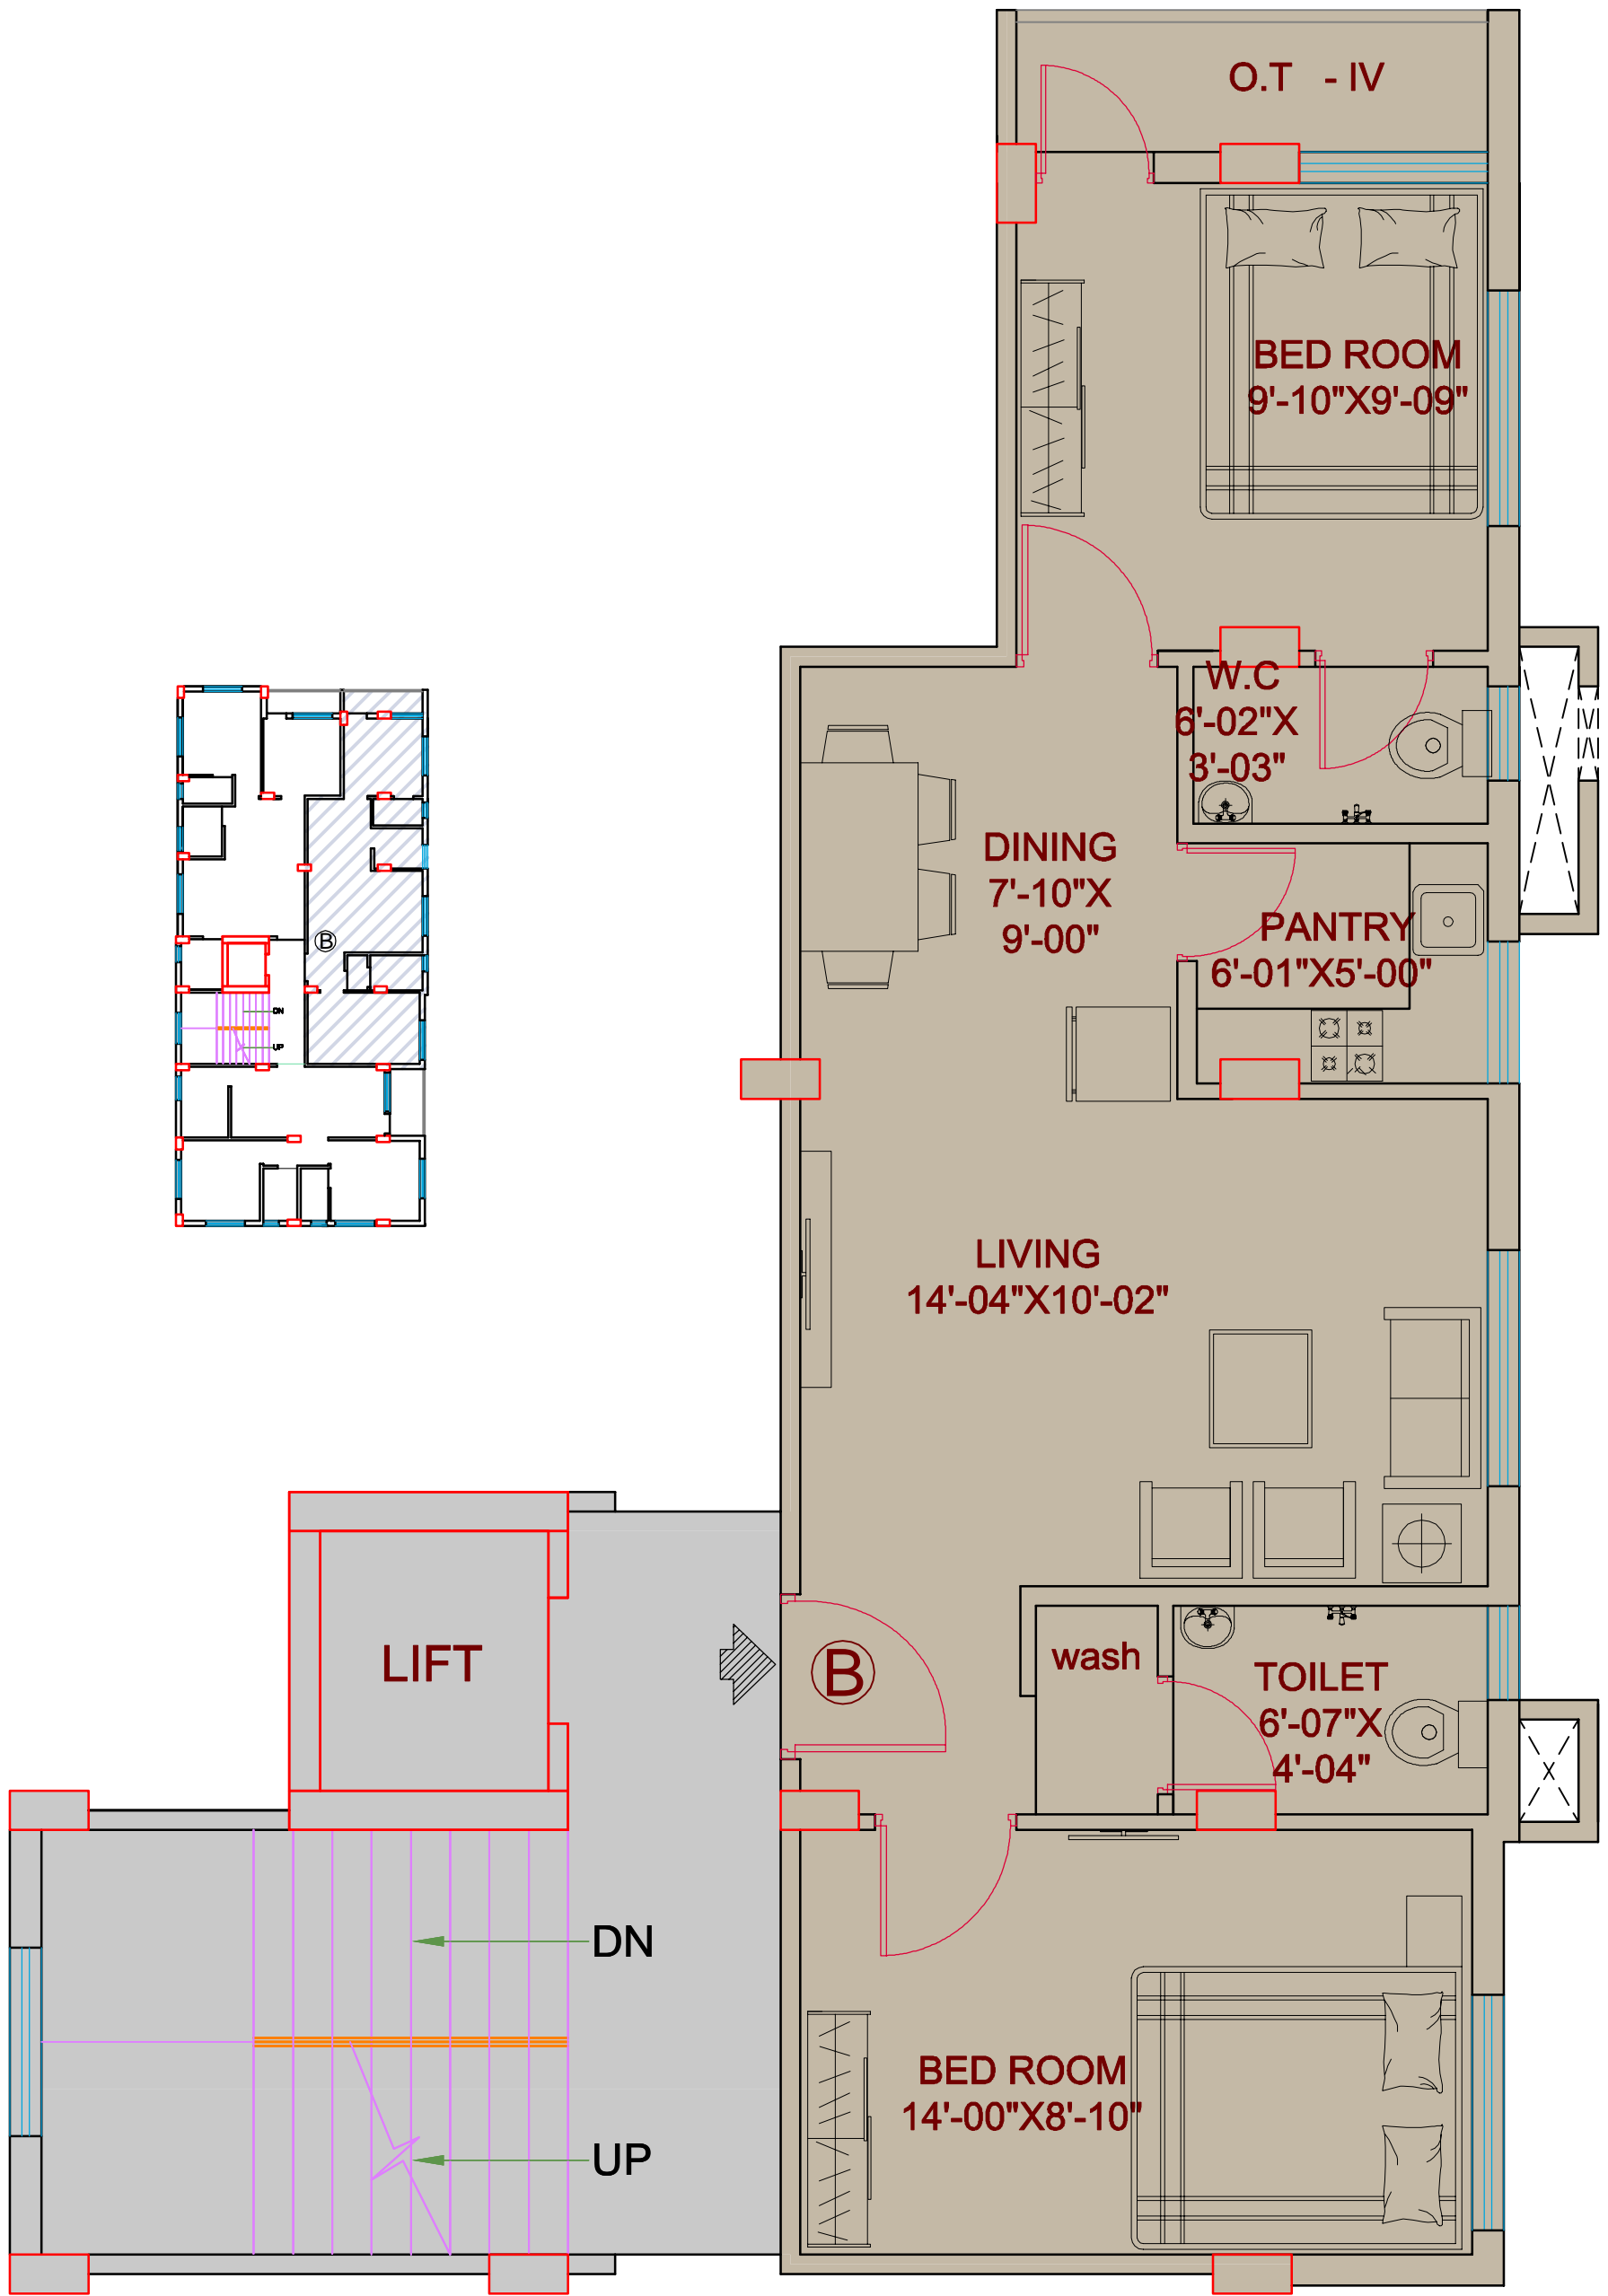 O.T - IV
BED ROOM
9'-10"X9'-09"
W.C
6'-02"X
3'-03"
DINING
7'-10"X
9'-00"
PANTRY
6'-01"X5'-00"
B
DN
UP
LIVING
14'-04"X10'-02"
LIFT
B
wash
TOILET
6'-07"X
4'-04"
DN
UP
BED ROOM
14'-00"X8'-10"